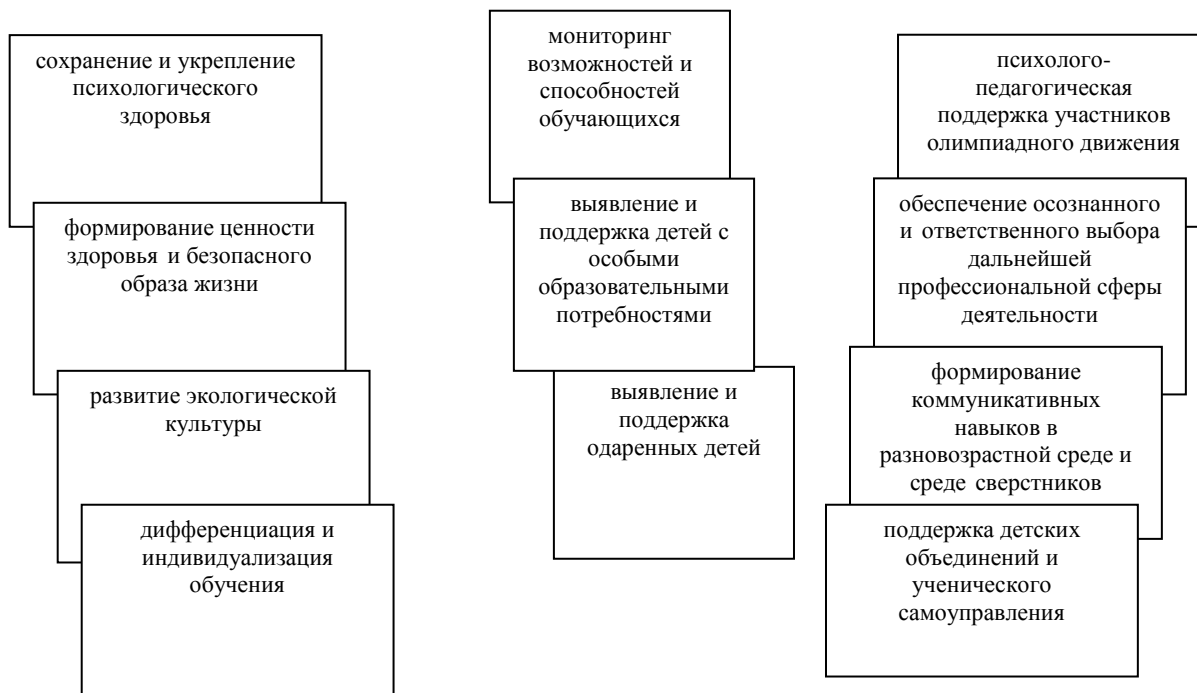 сохранение и укрепление
психологического
здоровья
формирование ценности
здоровья и безопасного
образа жизни
развитие экологической
культуры
дифференциация и
индивидуализация
обучения
мониторинг
возможностей и
способностей
обучающихся
выявление и
поддержка детей с
особыми
образовательными
потребностями
выявление и
поддержка
одаренных детей
психолого-
педагогическая
поддержка участников
олимпиадного движения
обеспечение осознанного
и ответственного выбора
дальнейшей
профессиональной сферы
деятельности
формирование
коммуникативных
навыков в
разновозрастной среде и
среде сверстников
поддержка детских
объединений и
ученического
самоуправления